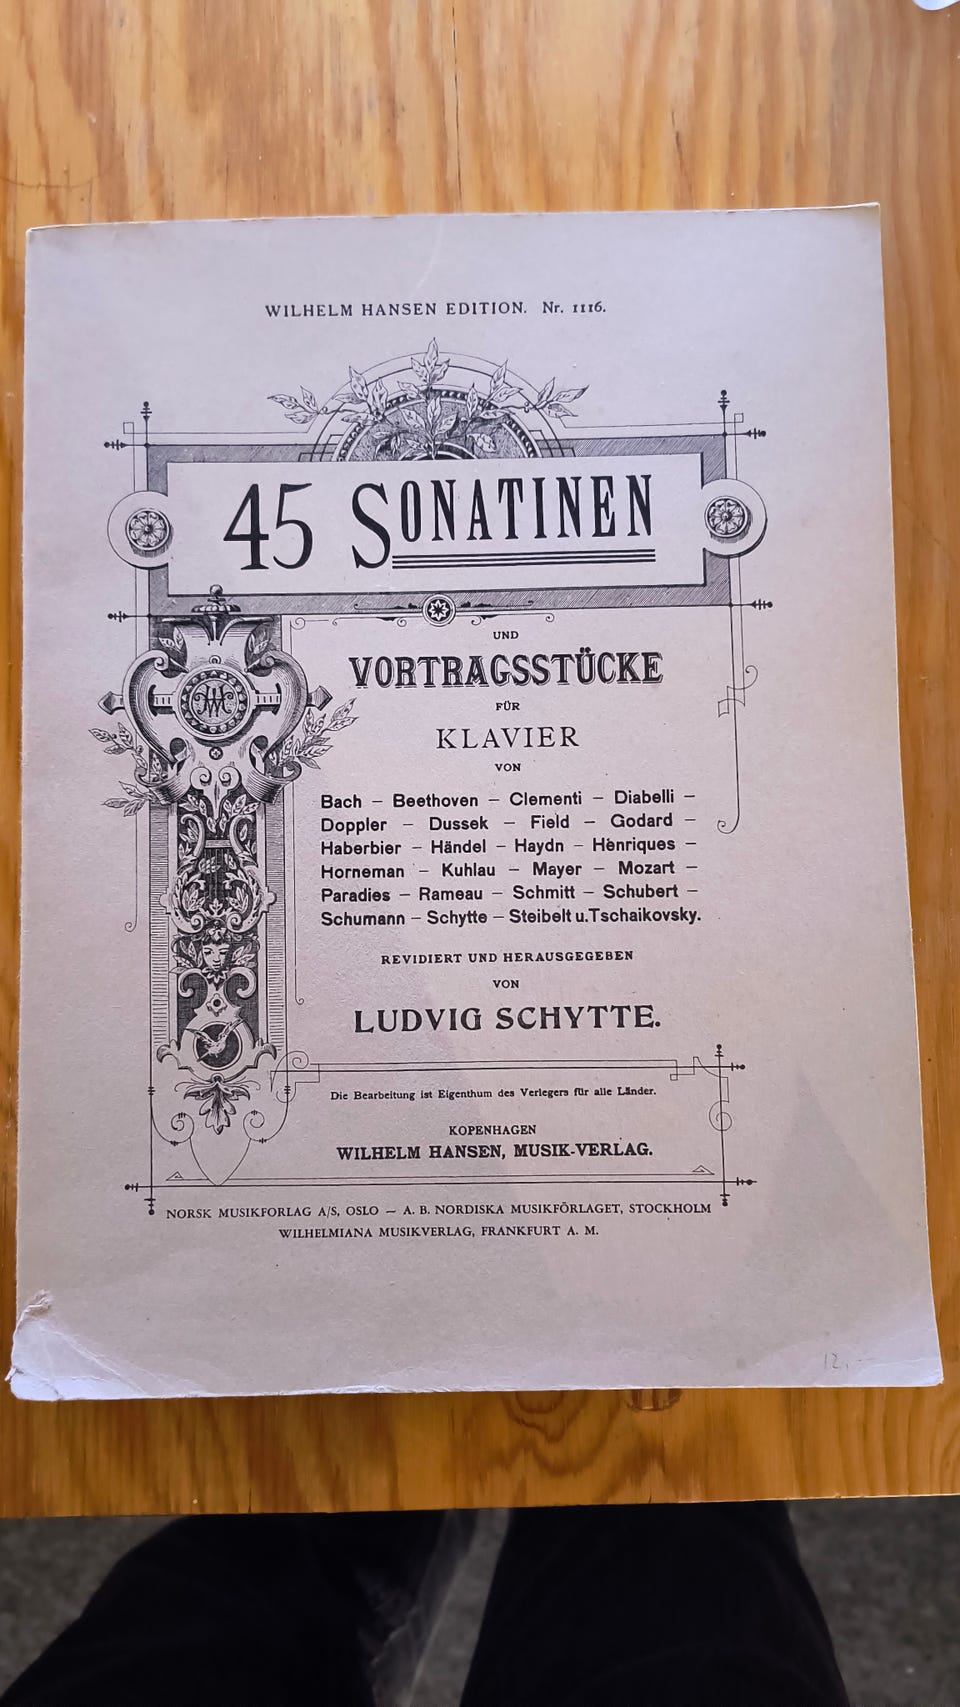 WILHELM HANSEN EDITION. Nr. 1116.
45 SONATINEN
UND
VORTRAGSSTÜCKE
FÜR
KLAVIER
VON
Bach – Beethoven – Clementi – Diabelli –
Doppler – Dussek – Field – Godard –
Haberbier – Händel – Haydn – Henriques –
Horneman – Kuhlau – Mayer – Mozart –
Paradies – Rameau – Schmitt – Schubert –
Schumann – Schytte – Steibelt u. Tschaikovsky.
REVIDIERT UND HERAUSGEGEBEN
VON
LUDVIG SCHYTTE.
Die Bearbeitung ist Eigenthum des Verlegers für alle Länder.
KOPENHAGEN
WILHELM HANSEN, MUSIK-VERLAG.
NORSK MUSIKFORLAG A/S, OSLO – A. B. NORDISKA MUSIKFÖRLAGET, STOCKHOLM
WILHELMIANA MUSIKVERLAG, FRANKFURT A. M.
12,–